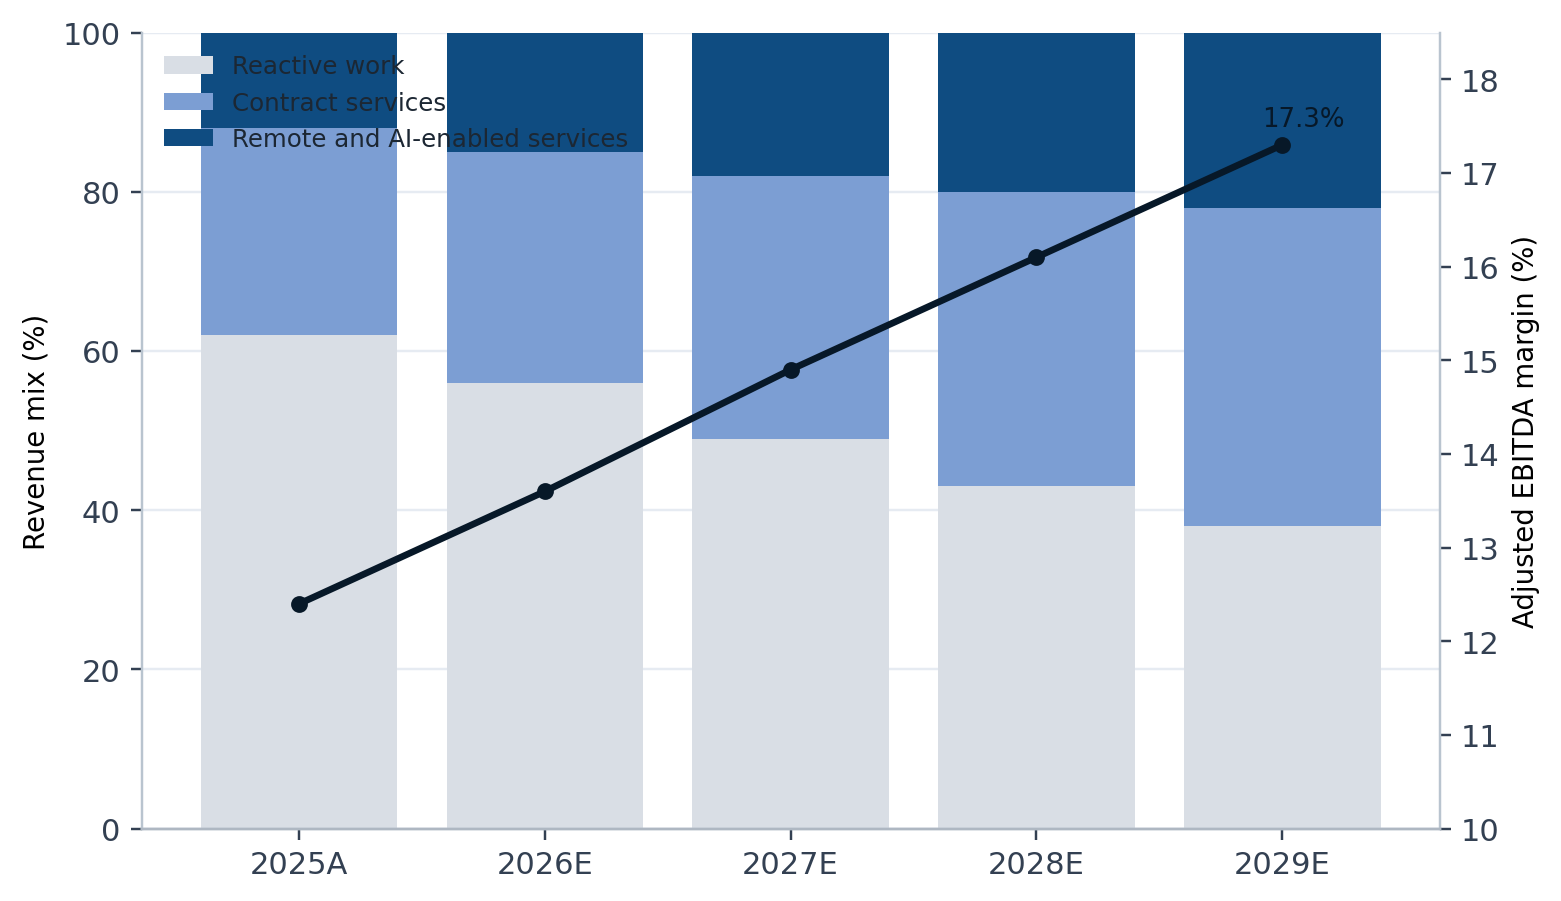 100
80
60
40
20
0
Revenue mix (%)
Reactive work
Contract services
Remote and AI-enabled services
17.3%
18
17
16
15
14
13
12
11
10
Adjusted EBITDA margin (%)
2025A
2026E
2027E
2028E
2029E